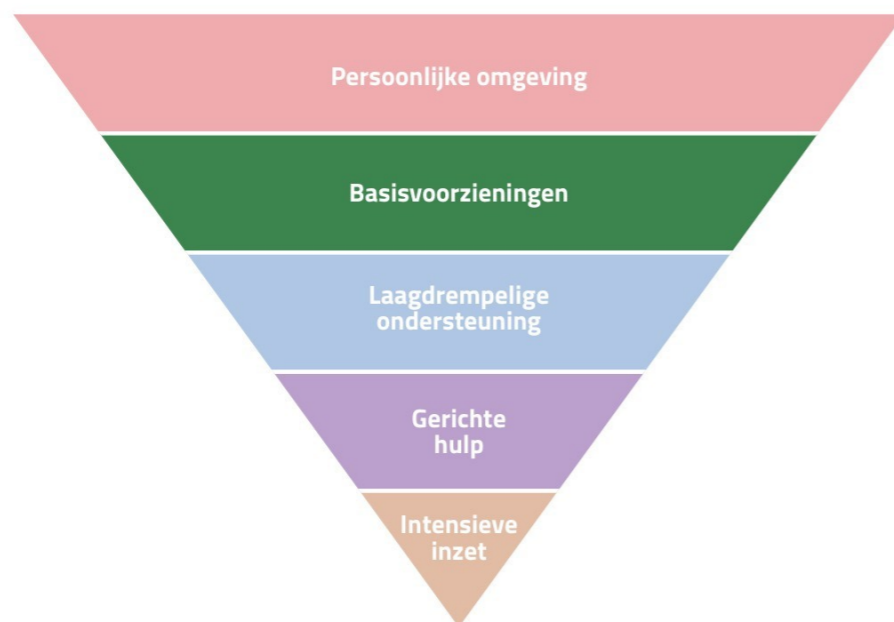 Persoonlijke omgeving
Basisvoorzieningen
Laagdrempelige
ondersteuning
Gerichte
hulp
Intensieve
inzet